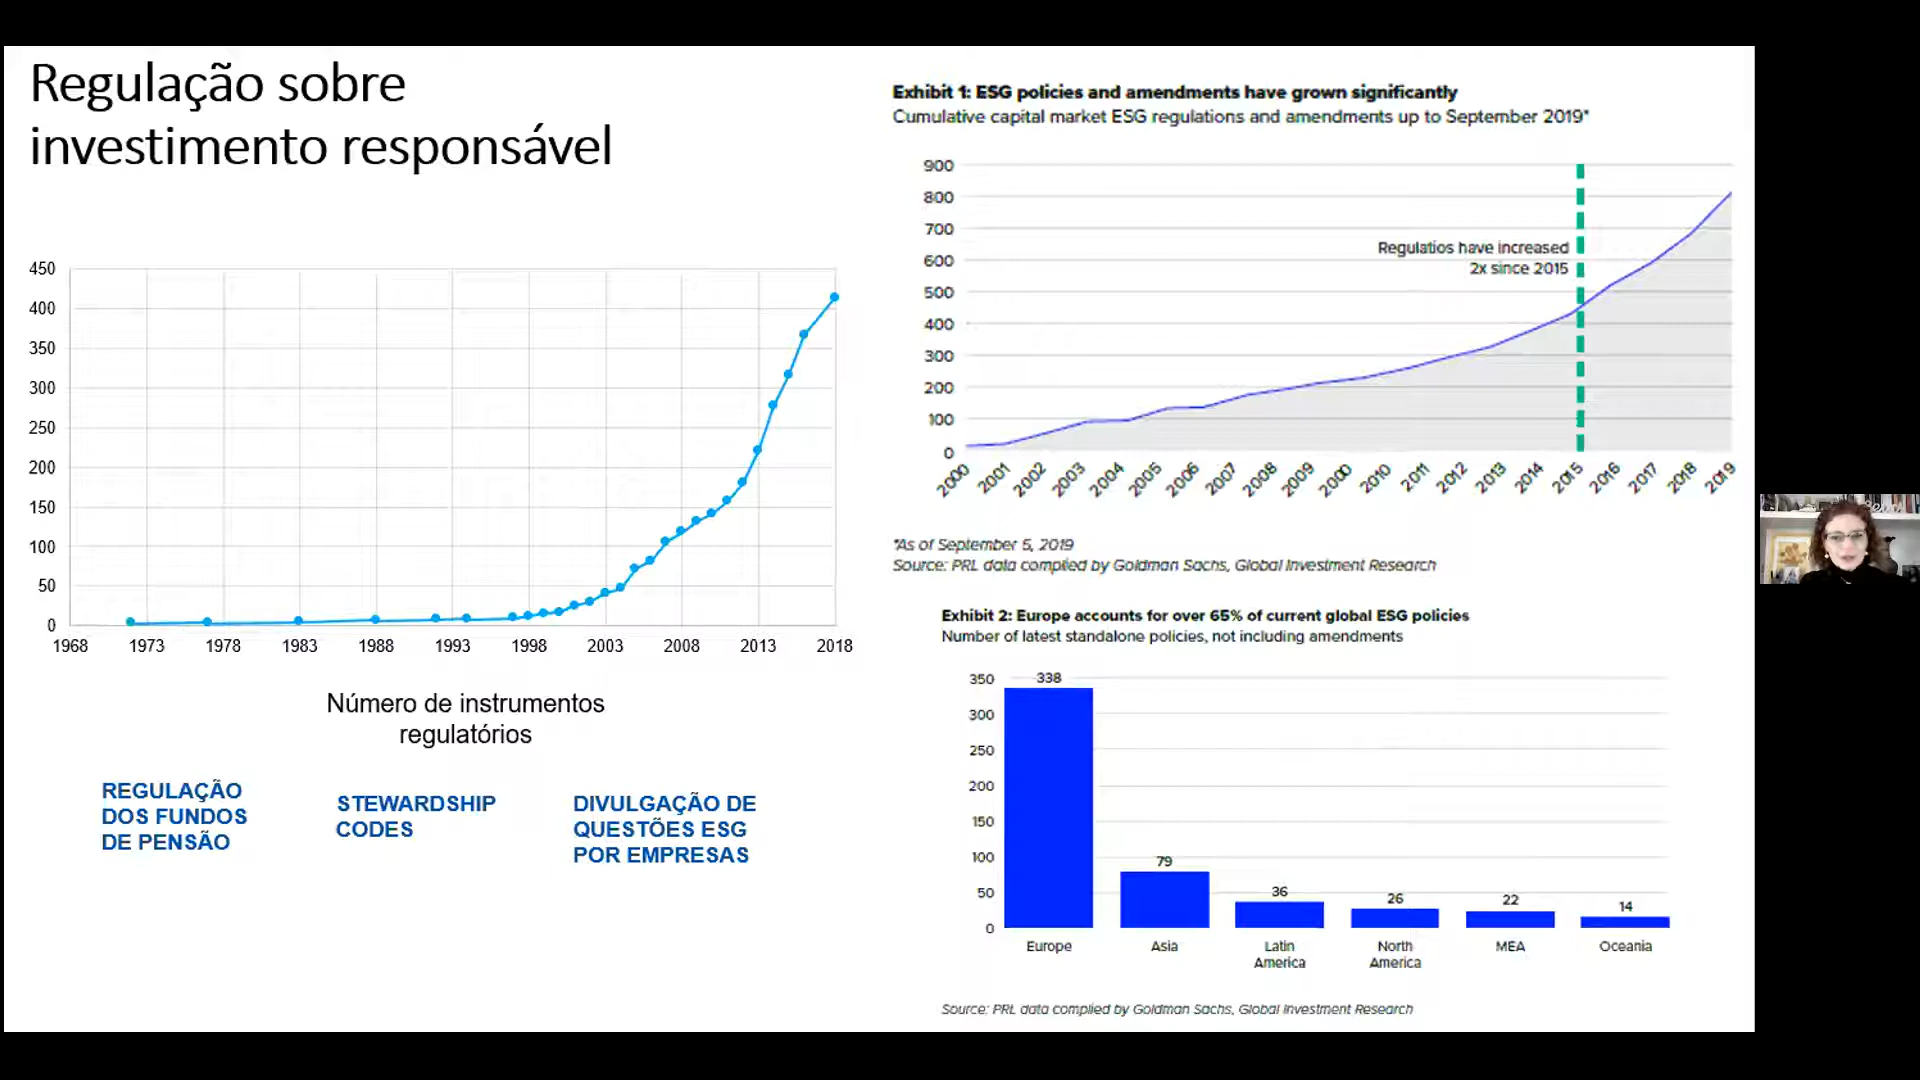 Regulação sobre
investimento responsável
450
400
350
300
250
200
150
100
50
0
1968 1973 1978 1983 1988 1993 1998 2003 2008 2013 2018
Número de instrumentos
regulatórios
REGULAÇÃO
DOS FUNDOS
DE PENSÃO
STEWARDSHIP
CODES
DIVULGAÇÃO DE
QUESTÕES ESG
POR EMPRESAS
Exhibit 1: ESG policies and amendments have grown significantly
Cumulative capital market ESG regulations and amendments up to September 2019*
900
800
700
600
500
400
300
200
100
0
Regulatios have increased
2x since 2015
2000 2001 2002 2003 2004 2005 2006 2007 2008 2009 2000 2010 2011 2012 2013 2014 2015 2016 2017 2018 2019
*As of September 5, 2019
Source: PRL data compiled by Goldman Sachs, Global Investment Research
Exhibit 2: Europe accounts for over 65% of current global ESG policies
Number of latest standalone policies, not including amendments
350
300
250
200
150
100
50
0
338
79
36
26
22
14
Europe
Asia
Latin
America
North
America
MEA
Oceania
Source: PRL data compiled by Goldman Sachs, Global Investment Research